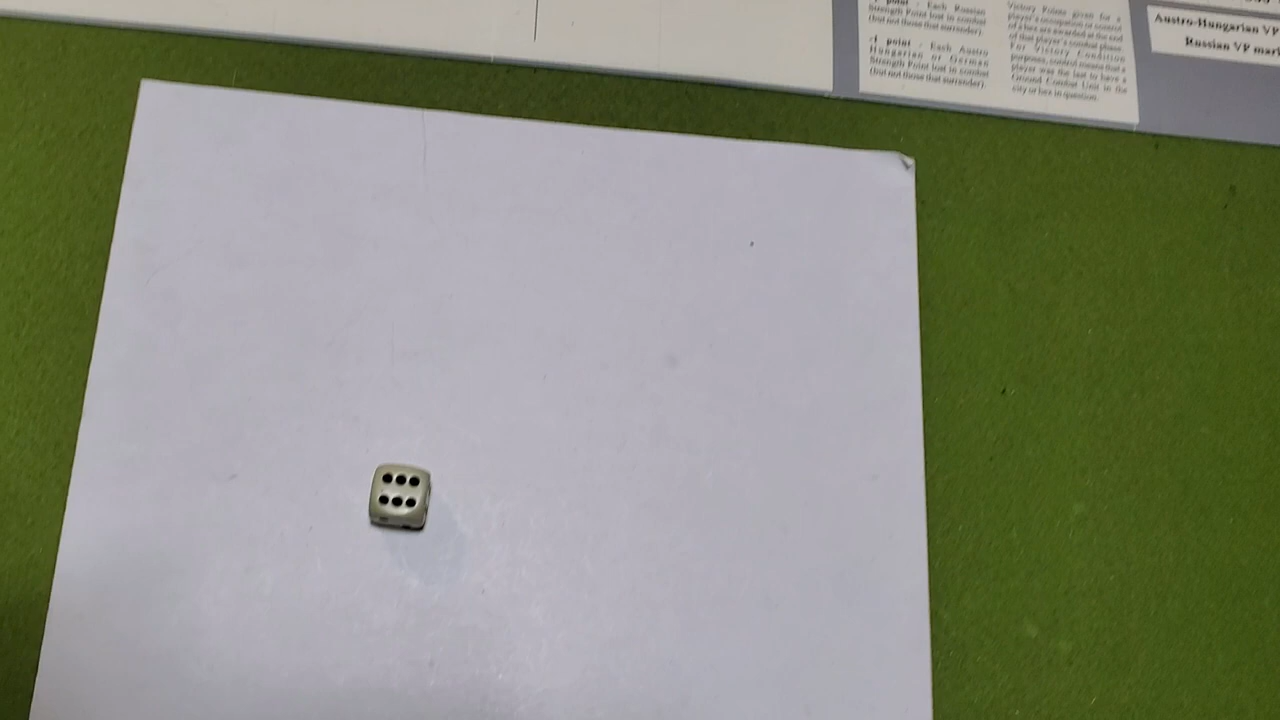 point - Each Russian
Strength Point lost in combat
(but not those that surrender).
-1 point - Each Austro
Hungarian or German
Strength Point lost in combat
(but not those that surrender).
Victory Points given for a
player's occupation or control
of a hex are awarded at the end
of that player's combat phase.
For Victory Condition
purposes, control means that a
player was the last to have a
Ground Combat Unit in the
city or hex in question.
Austro-Hungarian VP
Russian VP mar